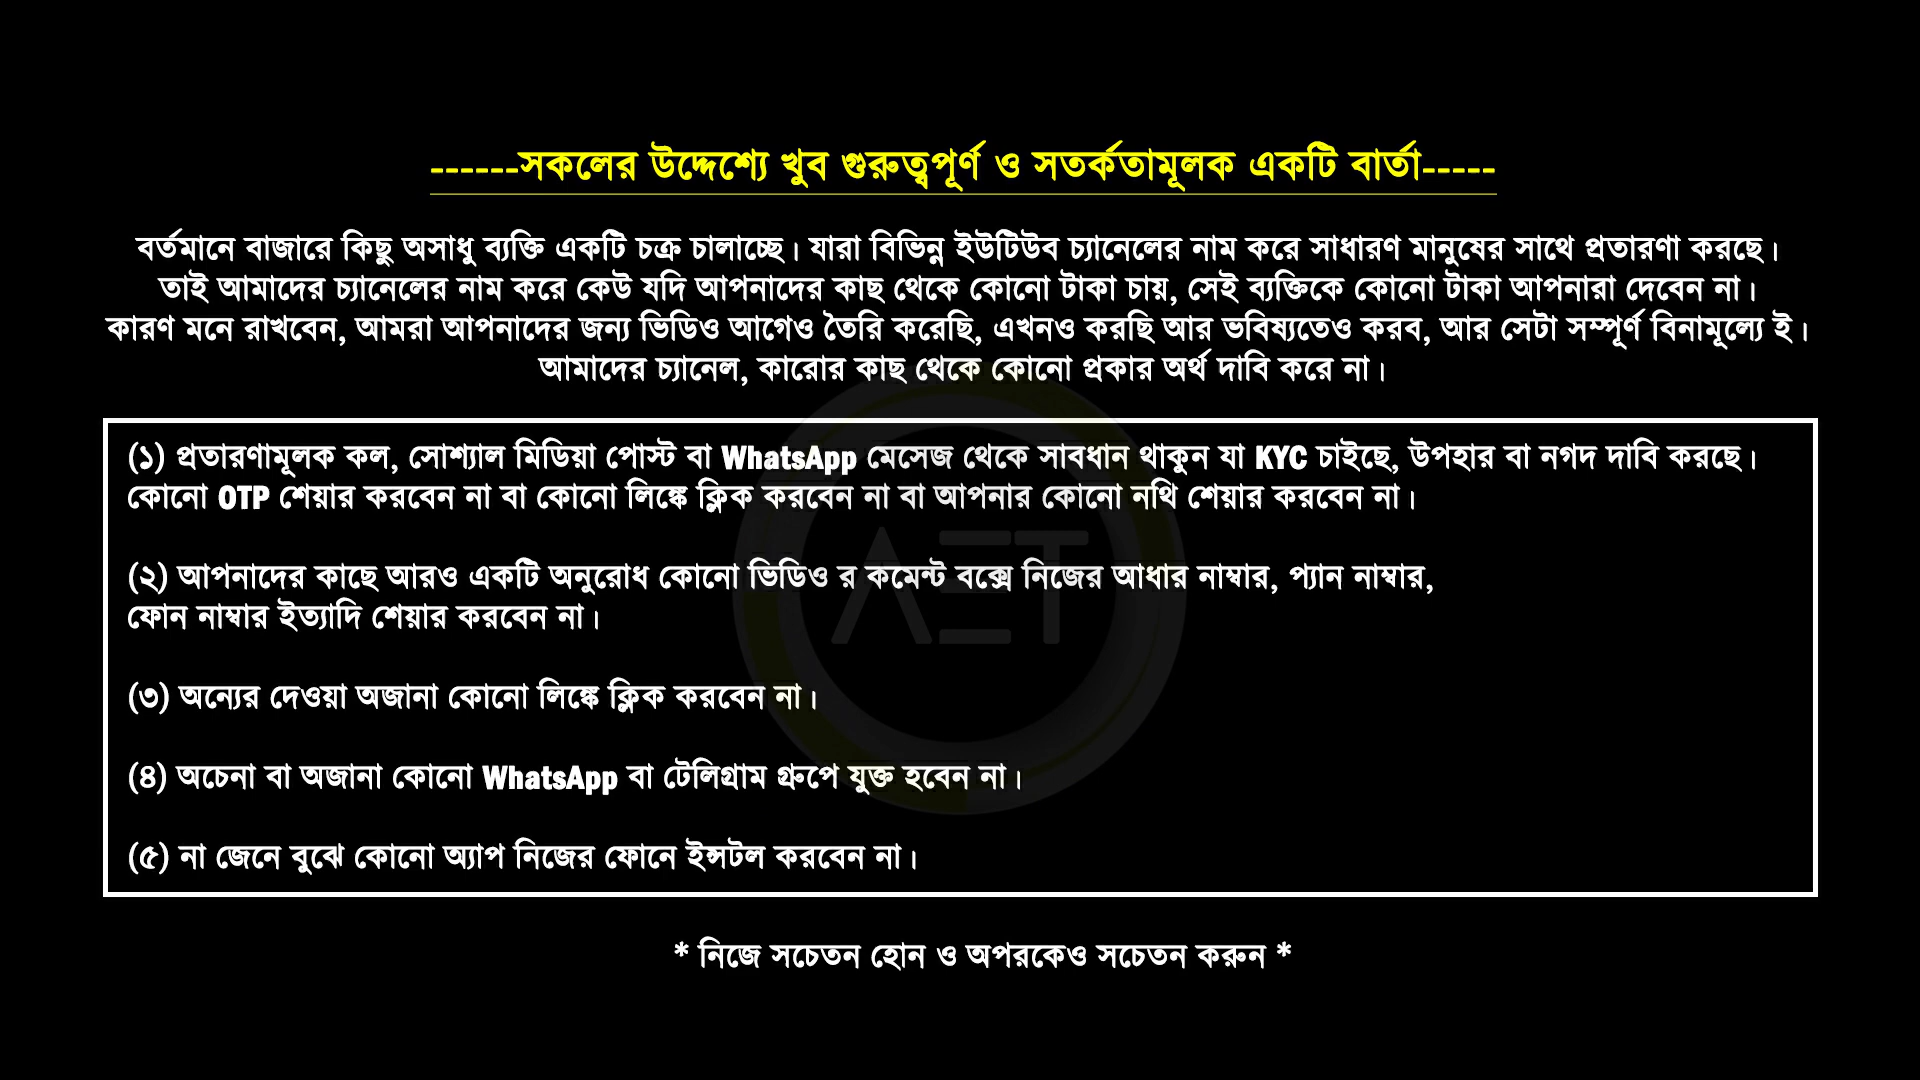 ------সকলের উদ্দেশ্যে খুব গুরুত্বপূর্ণ ও সতর্কতামূলক একটি বার্তা-----
বর্তমানে বাজারে কিছু অসাধু ব্যক্তি একটি চক্র চালাচ্ছে। যারা বিভিন্ন ইউটিউব চ্যানেলের নাম করে সাধারণ মানুষের সাথে প্রতারণা করছে।
তাই আমাদের চ্যানেলের নাম করে কেউ যদি আপনাদের কাছ থেকে কোনো টাকা চায়, সেই ব্যক্তিকে কোনো টাকা আপনারা দেবেন না।
কারণ মনে রাখবেন, আমরা আপনাদের জন্য ভিডিও আগেও তৈরি করেছি, এখনও করছি আর ভবিষ্যতেও করব, আর সেটা সম্পূর্ণ বিনামূল্যে ই।
আমাদের চ্যানেল, কারোর কাছ থেকে কোনো প্রকার অর্থ দাবি করে না।
(১) প্রতারণামূলক কল, সোশ্যাল মিডিয়া পোস্ট বা WhatsApp মেসেজ থেকে সাবধান থাকুন যা KYC চাইছে, উপহার বা নগদ দাবি করছে।
কোনো OTP শেয়ার করবেন না বা কোনো লিঙ্কে ক্লিক করবেন না বা আপনার কোনো নথি শেয়ার করবেন না।
(২) আপনাদের কাছে আরও একটি অনুরোধ কোনো ভিডিও র কমেন্ট বক্সে নিজের আধার নাম্বার, প্যান নাম্বার,
ফোন নাম্বার ইত্যাদি শেয়ার করবেন না।
AET
(৩) অন্যের দেওয়া অজানা কোনো লিঙ্কে ক্লিক করবেন না।
(৪) অচেনা বা অজানা কোনো WhatsApp বা টেলিগ্রাম গ্রুপে যুক্ত হবেন না।
(৫) না জেনে বুঝে কোনো অ্যাপ নিজের ফোনে ইন্সটল করবেন না।
* নিজে সচেতন হোন ও অপরকেও সচেতন করুন *